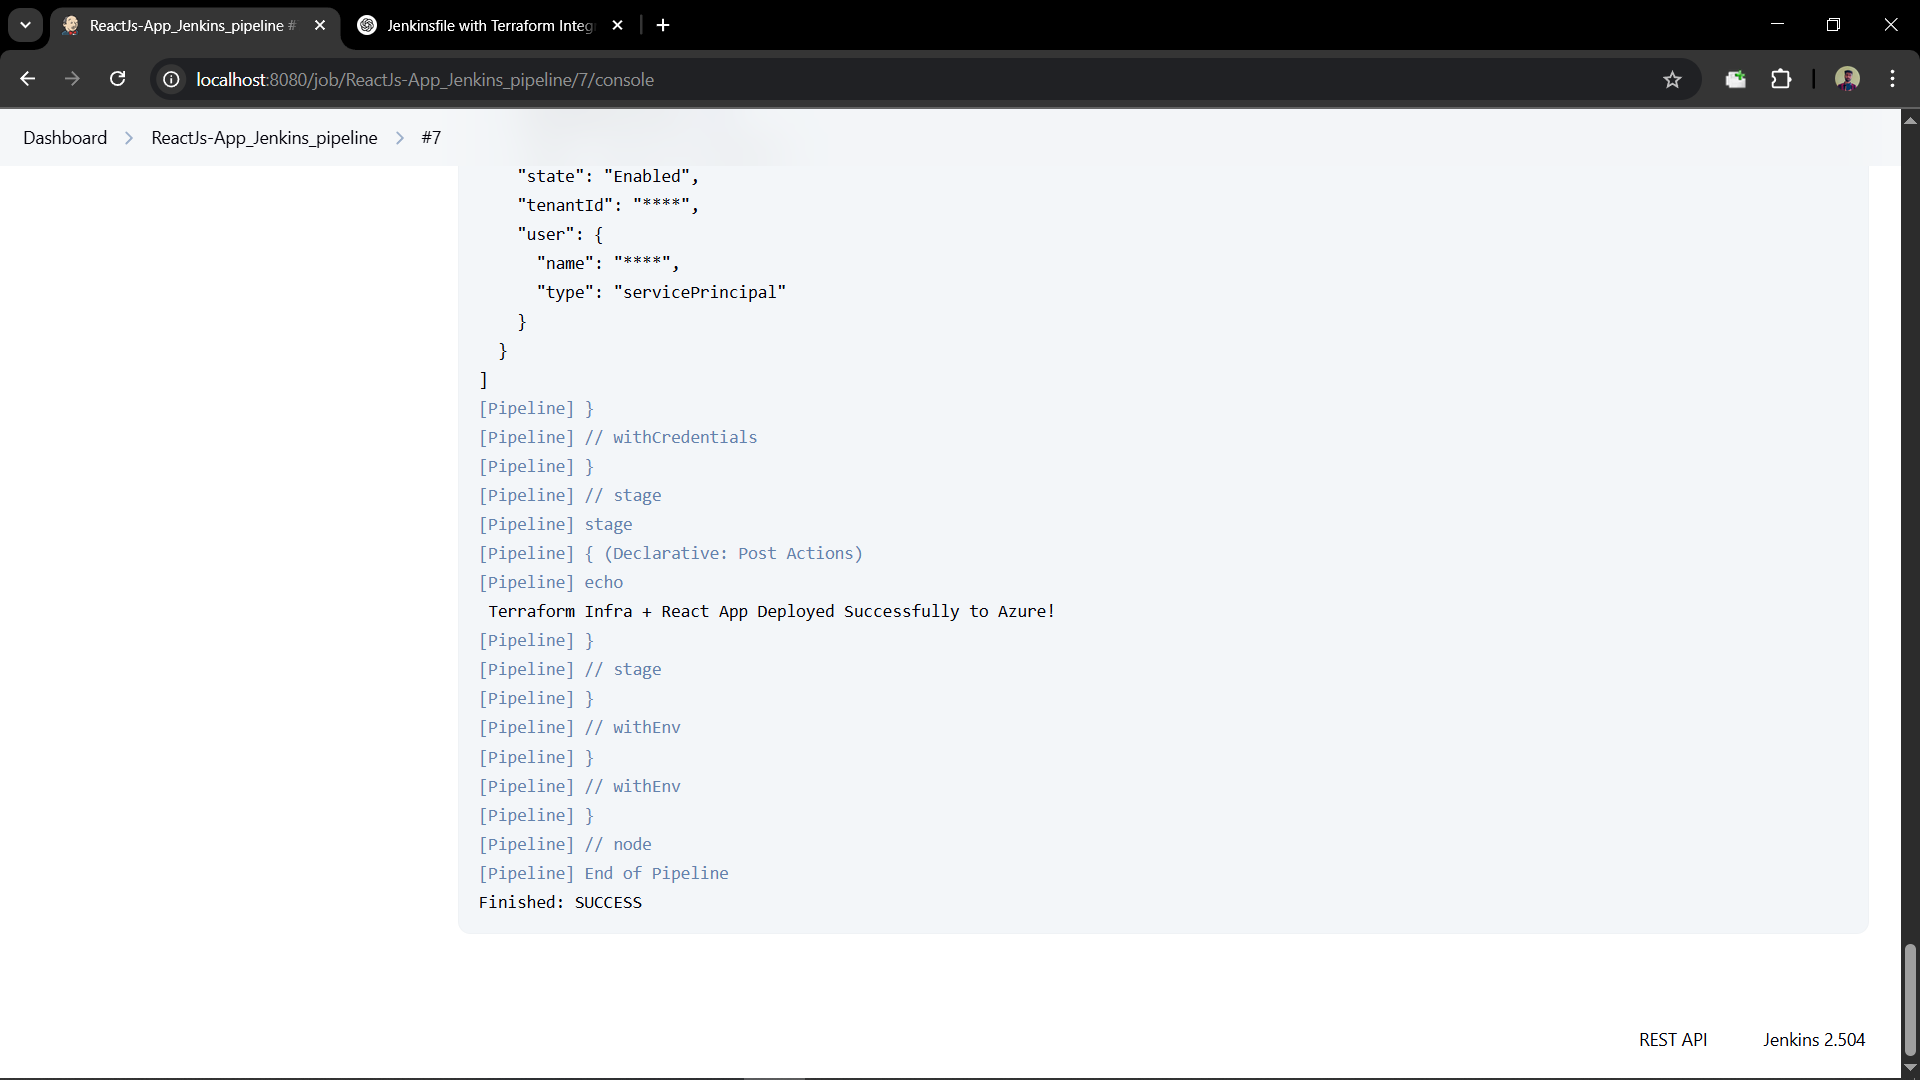 ReactJs-App_Jenkins_pipeline #
Jenkinsfile with Terraform Integ
localhost:8080/job/ReactJs-App_Jenkins_pipeline/7/console
Dashboard
ReactJs-App_Jenkins_pipeline
#7
"state": "Enabled",
"tenantId": "****",
"user": {
"name": "****",
"type": "servicePrincipal"
}
}
]
[Pipeline] }
[Pipeline] // withCredentials
[Pipeline] }
[Pipeline] // stage
[Pipeline] stage
[Pipeline] { (Declarative: Post Actions)
[Pipeline] echo
Terraform Infra + React App Deployed Successfully to Azure!
[Pipeline] }
[Pipeline] // stage
[Pipeline] }
[Pipeline] // withEnv
[Pipeline] }
[Pipeline] // withEnv
[Pipeline] }
[Pipeline] // node
[Pipeline] End of Pipeline
Finished: SUCCESS
REST API
Jenkins 2.504